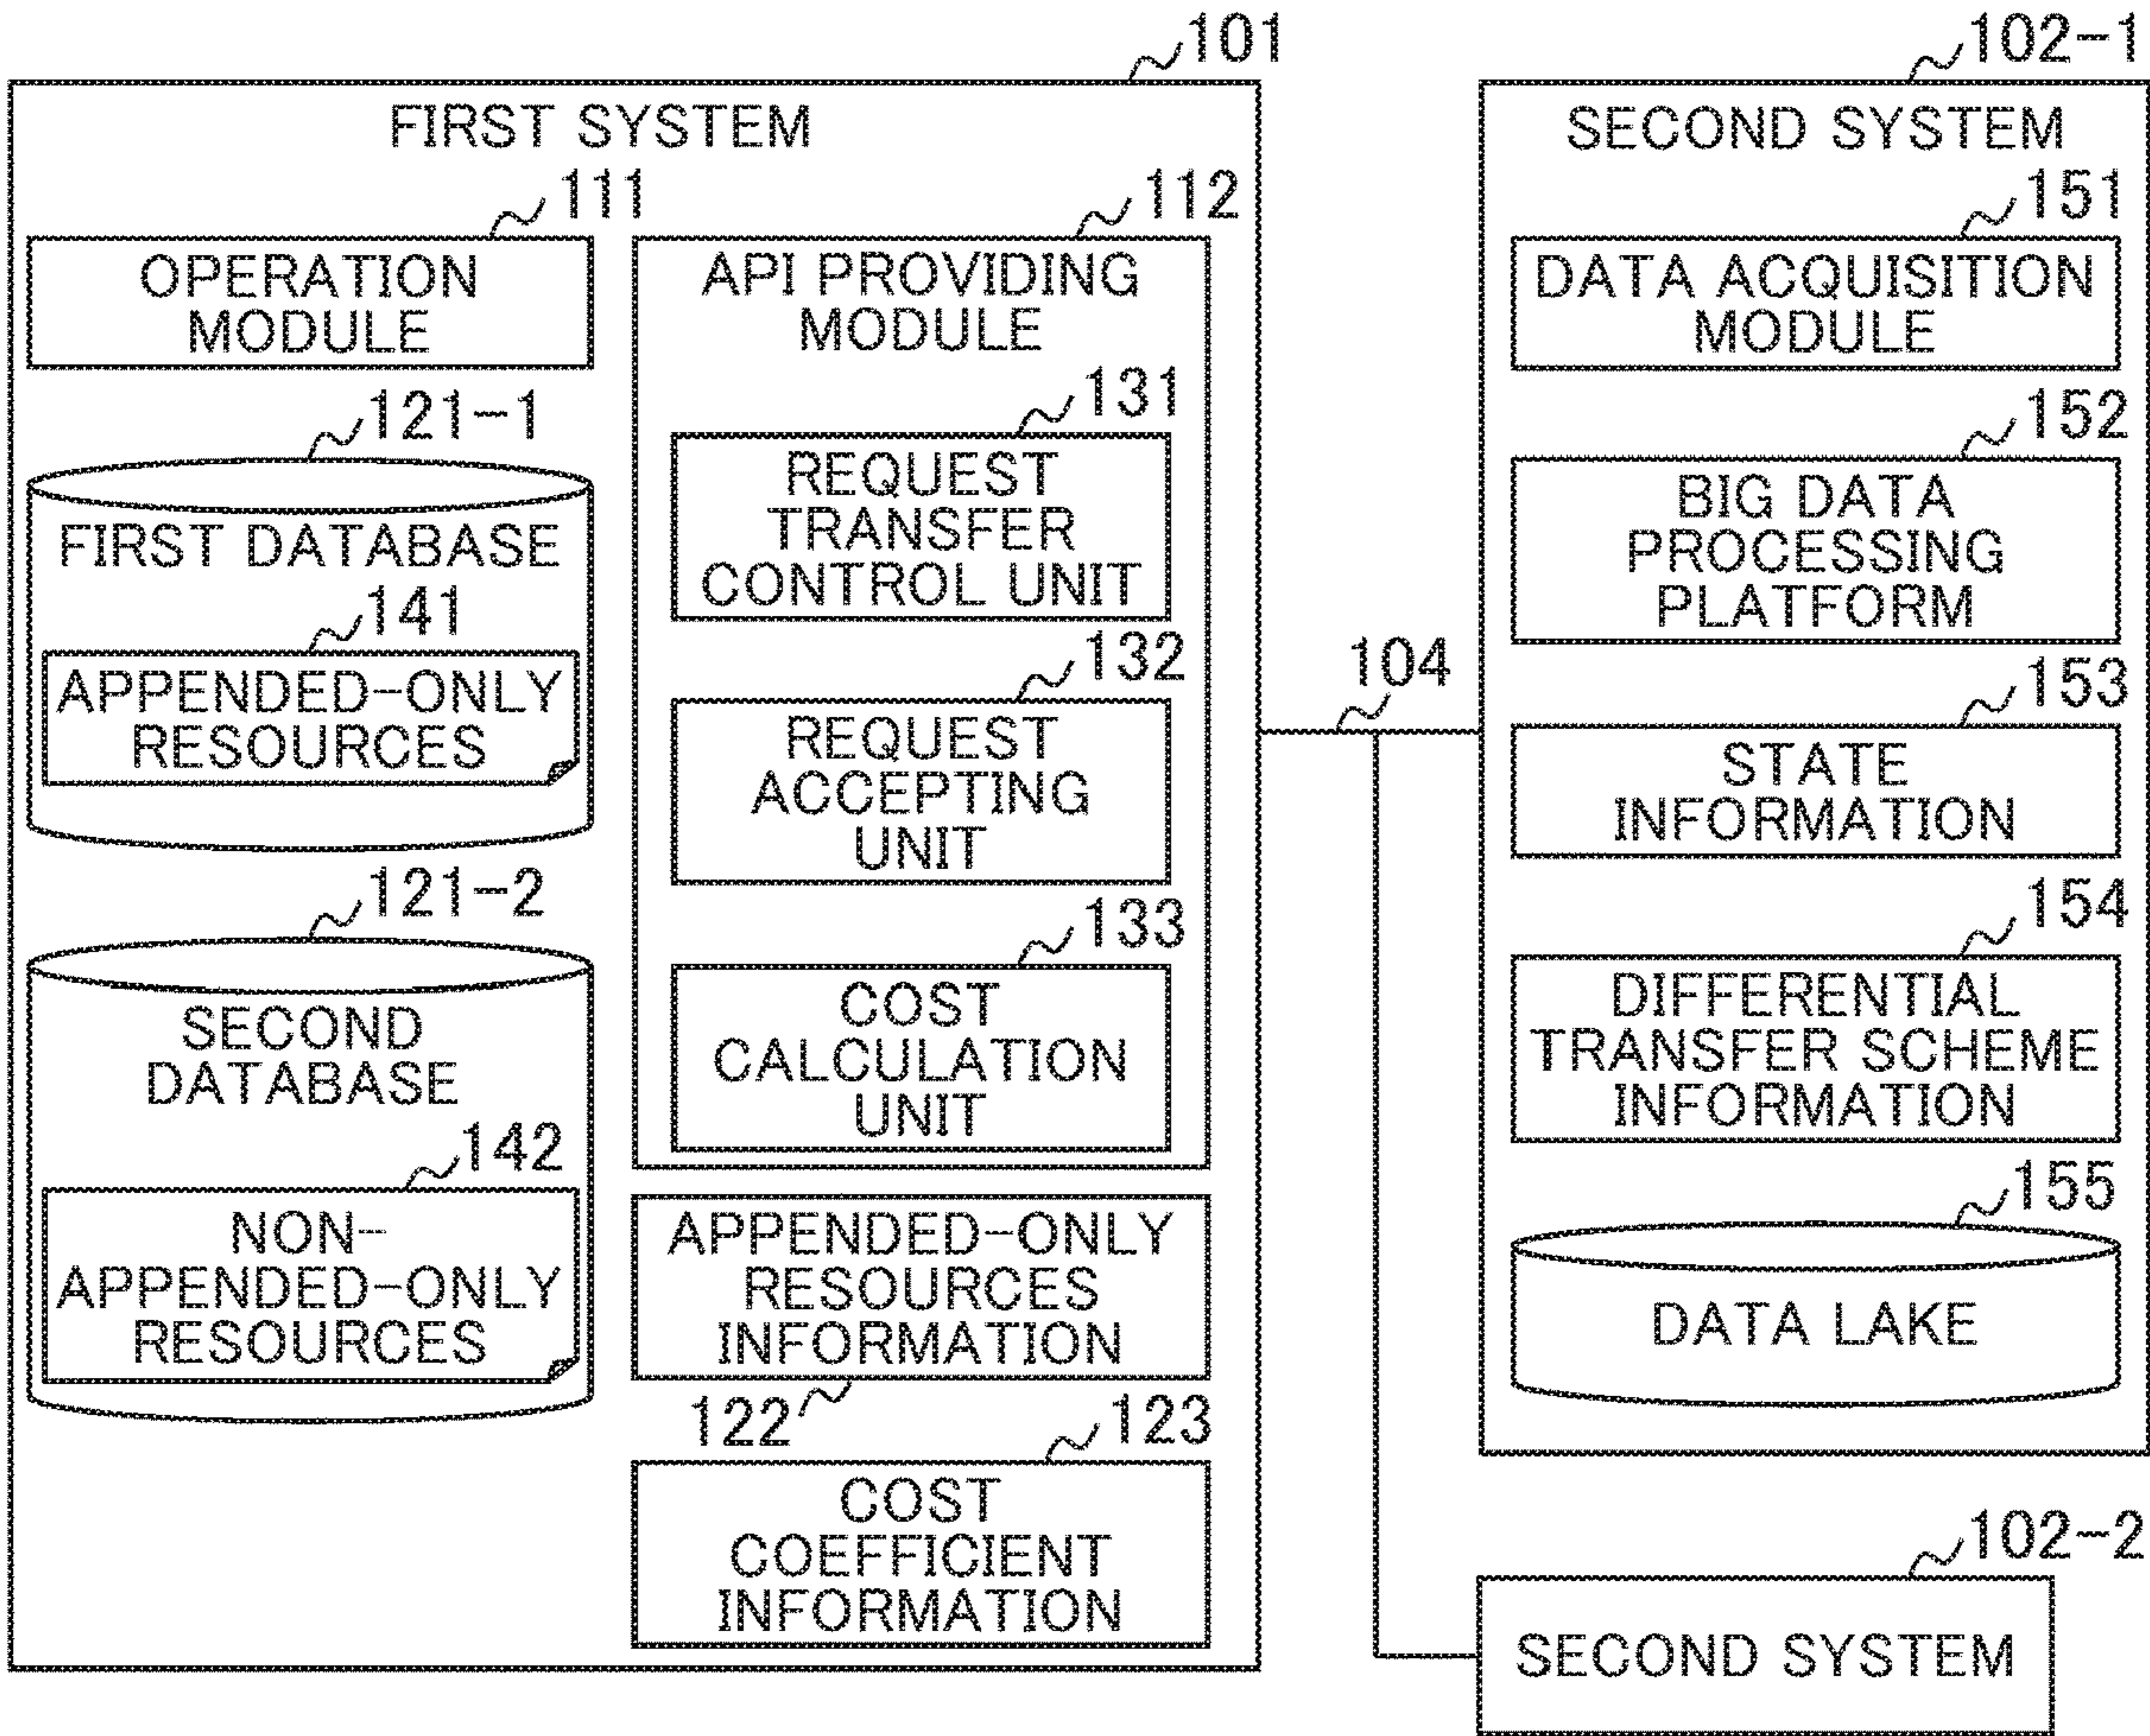 101
FIRST SYSTEM
111
OPERATION
MODULE
121-1
FIRST DATABASE
141
APPENDED-ONLY
RESOURCES
121-2
SECOND
DATABASE
142
NON-
APPENDED-ONLY
RESOURCES
112
API PROVIDING
MODULE
131
REQUEST
TRANSFER
CONTROL UNIT
132
REQUEST
ACCEPTING
UNIT
133
COST
CALCULATION
UNIT
APPENDED-ONLY
RESOURCES
INFORMATION
122
123
COST
COEFFICIENT
INFORMATION
104
102-1
SECOND SYSTEM
151
DATA ACQUISITION
MODULE
152
BIG DATA
PROCESSING
PLATFORM
153
STATE
INFORMATION
154
DIFFERENTIAL
TRANSFER SCHEME
INFORMATION
155
DATA LAKE
102-2
SECOND SYSTEM